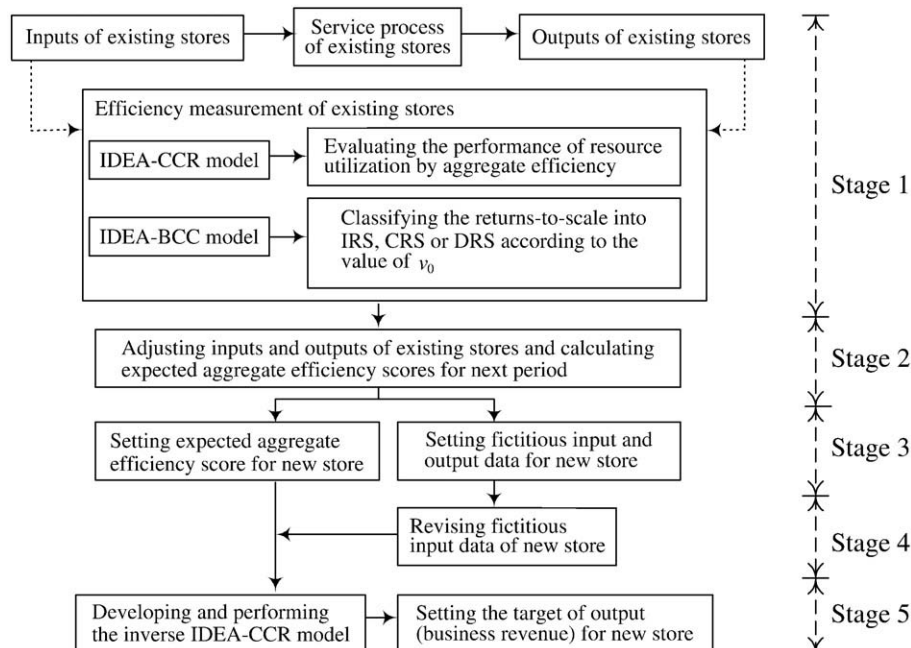 Inputs of existing stores
Service process
of existing stores
Outputs of existing stores
Efficiency measurement of existing stores
IDEA-CCR model
Evaluating the performance of resource
utilization by aggregate efficiency
IDEA-BCC model
Classifying the returns-to-scale into
IRS, CRS or DRS according to the
value of v₀
Stage 1
Adjusting inputs and outputs of existing stores and calculating
expected aggregate efficiency scores for next period
Stage 2
Setting expected aggregate
efficiency score for new store
Setting fictitious input and
output data for new store
Stage 3
Revising fictitious
input data of new store
Stage 4
Developing and performing
the inverse IDEA-CCR model
Setting the target of output
(business revenue) for new store
Stage 5